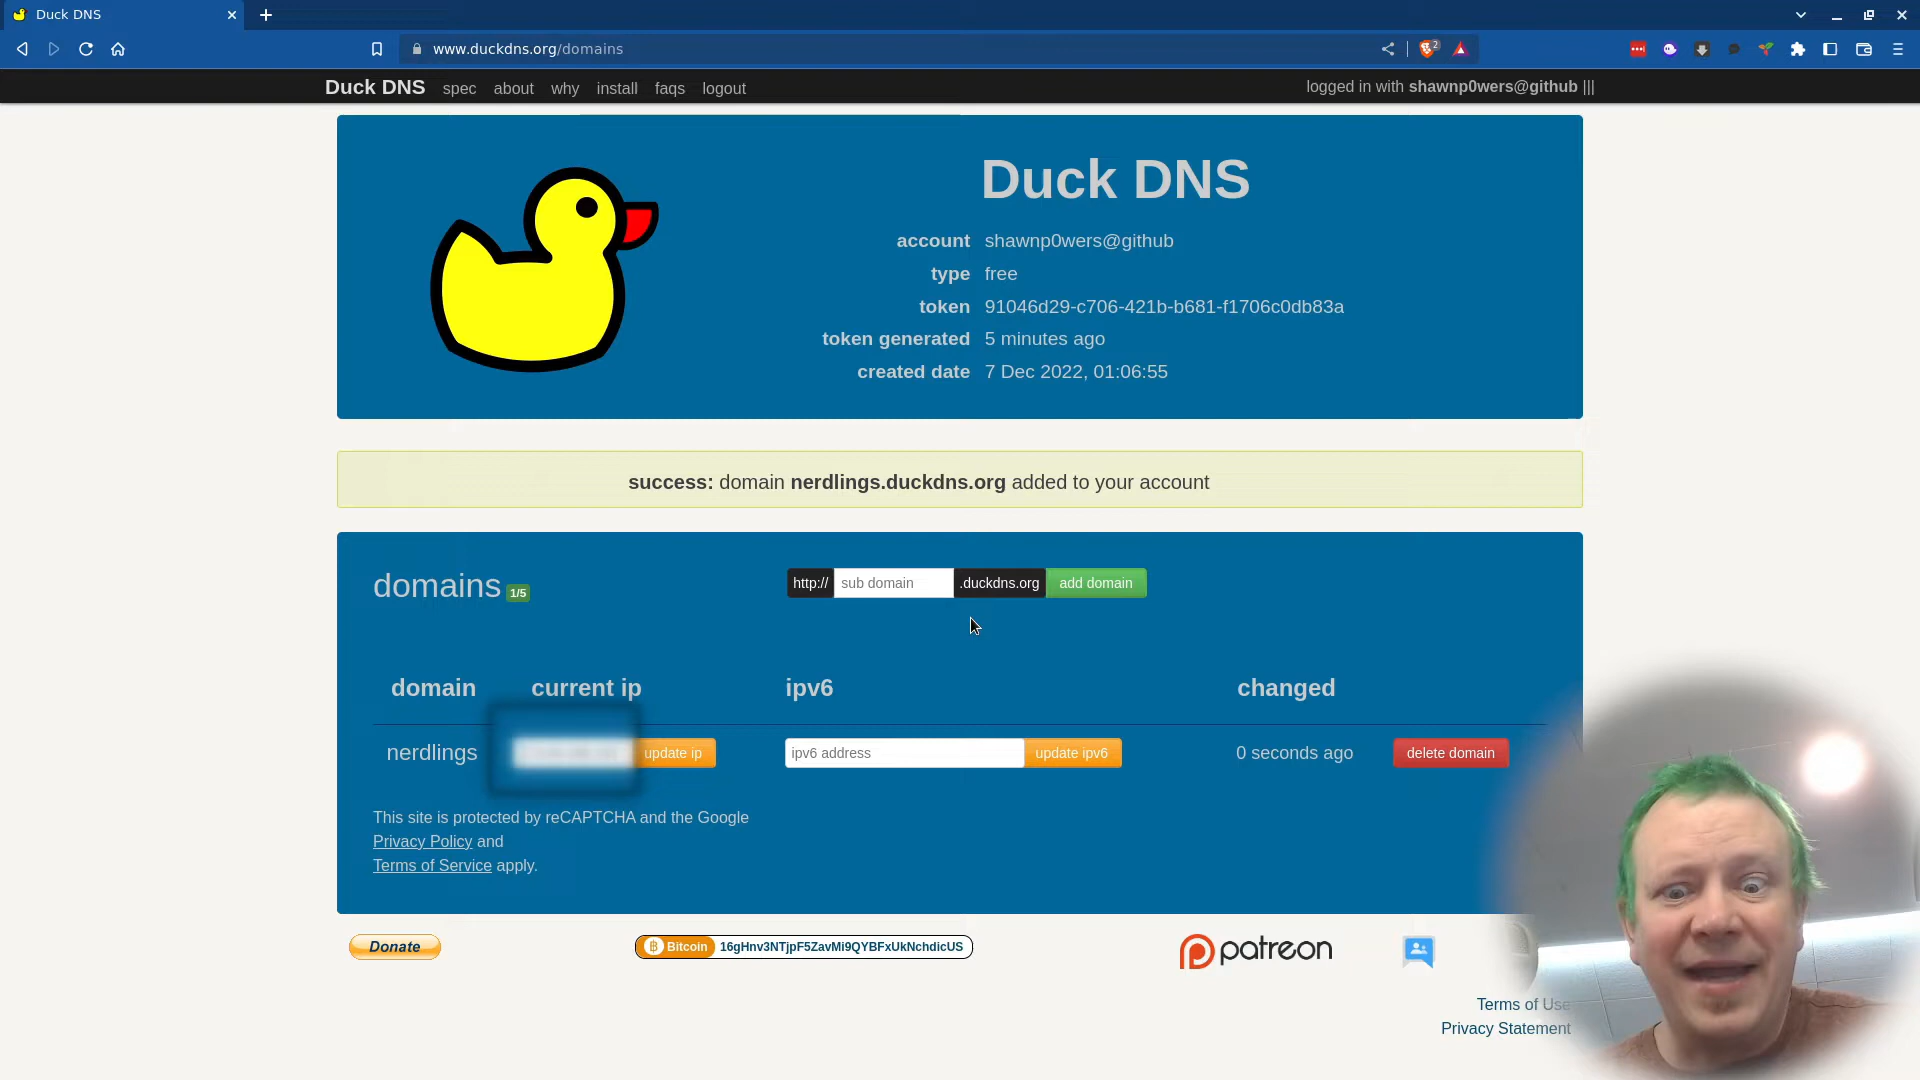 Duck DNS
www.duckdns.org/domains
2
Duck DNS spec about why install faqs logout
logged in with shawnp0wers@github |||
Duck DNS
account shawnp0wers@github
type free
token 91046d29-c706-421b-b681-f1706c0db83a
token generated 5 minutes ago
created date 7 Dec 2022, 01:06:55
success: domain nerdlings.duckdns.org added to your account
domains 1/5
http:// sub domain .duckdns.org add domain
domain current ip ipv6 changed
nerdlings update ip ipv6 address update ipv6 0 seconds ago delete domain
This site is protected by reCAPTCHA and the Google
Privacy Policy and
Terms of Service apply.
Donate
Bitcoin 16gHnv3NTjpF5ZavMi9QYBFxUkNchdicUS
patreon
Terms of Use
Privacy Statement